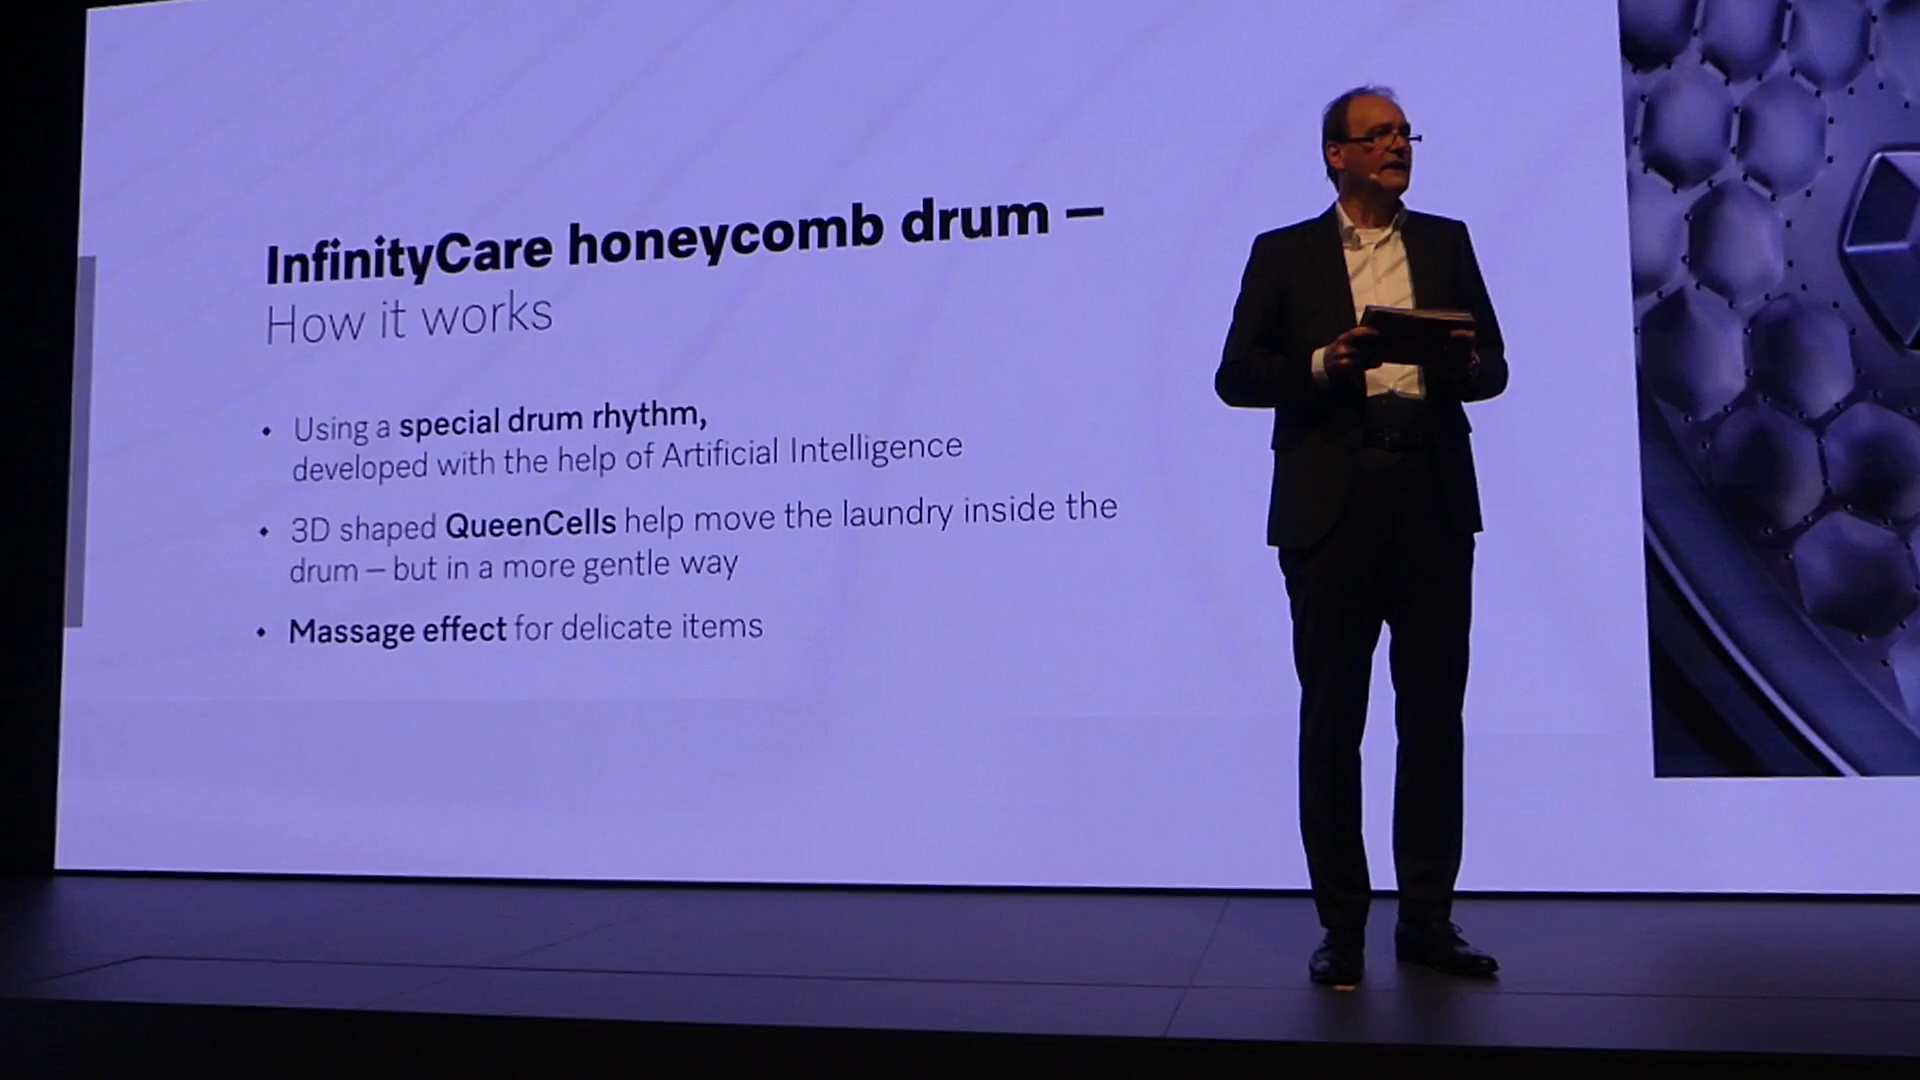 InfinityCare honeycomb drum –
How it works
• Using a special drum rhythm,
developed with the help of Artificial Intelligence
• 3D shaped QueenCells help move the laundry inside the
drum – but in a more gentle way
• Massage effect for delicate items